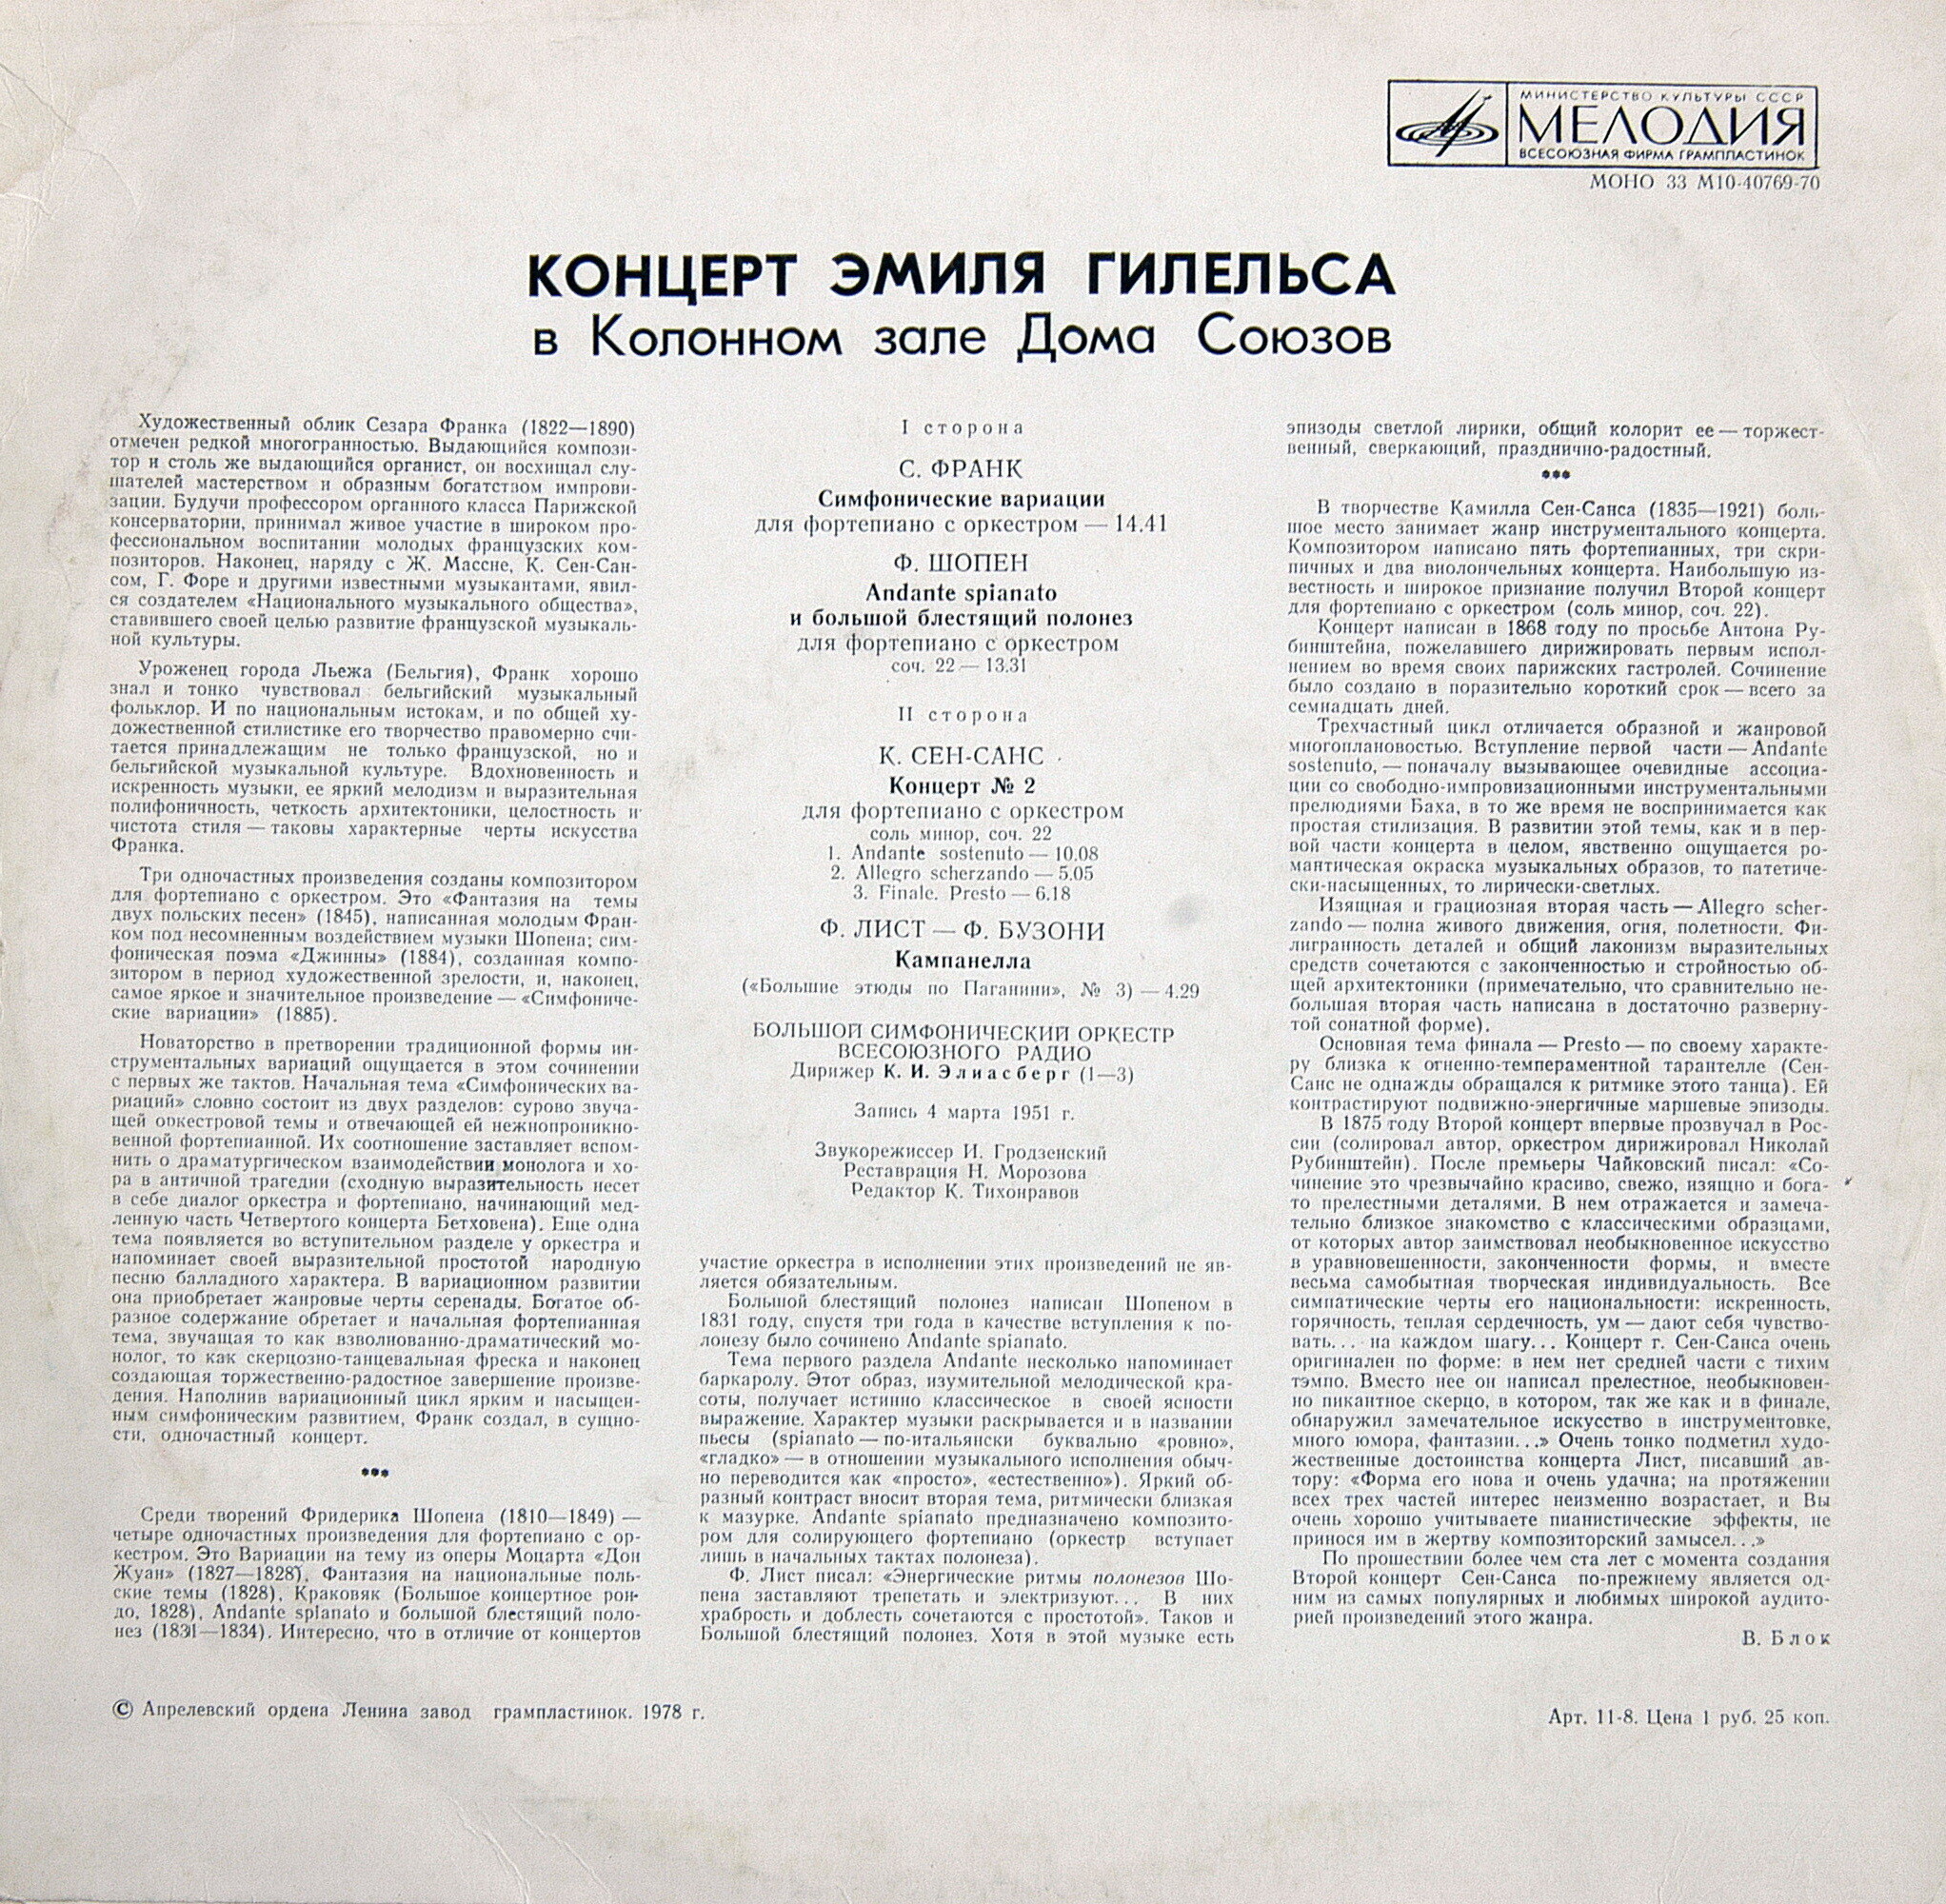 МИНИСТЕРСТВО КУЛЬТУРЫ СССР
МЕЛОДИЯ
ВСЕСОЮЗНАЯ ФИРМА ГРАМПЛАСТИНОК
МОНО 33 М10-40769-70
КОНЦЕРТ ЭМИЛЯ ГИЛЕЛЬСА
в Колонном зале Дома Союзов
Художественный облик Сезара Франка (1822—1890)
отмечен редкой многогранностью. Выдающийся компози-
тор и столь же выдающийся органист, он восхищал слу-
шателей мастерством и образным богатством импрови-
зации. Будучи профессором органного класса Парижской
консерватории, принимал живое участие в широком про-
фессиональном воспитании молодых французских ком-
позиторов. Наконец, наряду с Ж. Массне, К. Сен-Сан-
сом, Г. Форе и другими известными музыкантами, явил-
ся создателем «Национального музыкального общества»,
ставившего своей целью развитие французской музыкаль-
ной культуры.
Уроженец города Льежа (Бельгия), Франк хорошо
знал и тонко чувствовал бельгийский музыкальный
фольклор. И по национальным истокам, и по общей ху-
дожественной стилистике его творчество правомерно счи-
тается принадлежащим не только французской, но и
бельгийской музыкальной культуре. Вдохновенность и
искренность музыки, ее яркий мелодизм и выразительная
полифоничность, четкость архитектоники, целостность и
чистота стиля — таковы характерные черты искусства
Франка.
Три одночастных произведения созданы композитором
для фортепиано с оркестром. Это «Фантазия на темы
двух польских песен» (1845), написанная молодым Фран-
ком под несомненным воздействием музыки Шопена; сим-
фоническая поэма «Джинны» (1884), созданная компо-
зитором в период художественной зрелости, и, наконец,
самое яркое и значительное произведение — «Симфониче-
ские вариации» (1885).
Новаторство в претворении традиционной формы ин-
струментальных вариаций ощущается в этом сочинении
с первых же тактов. Начальная тема «Симфонических ва-
риаций» словно состоит из двух разделов: сурово звуча-
щей оркестровой темы и отвечающей ей нежнопроникно-
венной фортепианной. Их соотношение заставляет вспом-
нить о драматургическом взаимодействии монолога и хо-
ра в античной трагедии (сходную выразительность несет
в себе диалог оркестра и фортепиано, начинающий мед-
ленную часть Четвертого концерта Бетховена). Еще одна
тема появляется во вступительном разделе у оркестра и
напоминает своей выразительной простотой народную
песню балладного характера. В вариационном развитии
она приобретает жанровые черты серенады. Богатое об-
разное содержание обретает и начальная фортепианная
тема, звучащая то как взволнованно-драматический мо-
нолог, то как скерцозно-танцевальная фреска и наконец
создающая торжественно-радостное завершение произве-
дения. Наполнив вариационный цикл ярким и насыщен-
ным симфоническим развитием, Франк создал, в сущно-
сти, одночастный концерт.
***
Среди творений Фридерика Шопена (1810—1849) —
четыре одночастных произведения для фортепиано с ор-
кестром. Это Вариации на тему из оперы Моцарта «Дон
Жуан» (1827—1828), Фантазия на национальные поль-
ские темы (1828), Краковяк (Большое концертное рон-
до, 1828), Andante spianato и большой блестящий поло-
нез (1831—1834). Интересно, что в отличие от концертов
I сторона
С. ФРАНК
Симфонические вариации
для фортепиано с оркестром — 14.41
Ф. ШОПЕН
Andante spianato
и большой блестящий полонез
для фортепиано с оркестром
соч. 22 — 13.31
II сторона
К. СЕН-САНС
Концерт № 2
для фортепиано с оркестром
соль минор, соч. 22
1. Andante sostenuto — 10.08
2. Allegro scherzando — 5.05
3. Finale. Presto — 6.18
Ф. ЛИСТ — Ф. БУЗОНИ
Кампанелла
(«Большие этюды по Паганини», № 3) — 4.29
БОЛЬШОЙ СИМФОНИЧЕСКИЙ ОРКЕСТР
ВСЕСОЮЗНОГО РАДИО
Дирижер К. И. Элиасберг (1—3)
Запись 4 марта 1951 г.
Звукорежиссер И. Гродзенский
Реставрация Н. Морозова
Редактор К. Тихонравов
участие оркестра в исполнении этих произведений не яв-
ляется обязательным.
Большой блестящий полонез написан Шопеном в
1831 году, спустя три года в качестве вступления к по-
лонезу было сочинено Andante spianato.
Тема первого раздела Andante несколько напоминает
баркаролу. Этот образ, изумительной мелодической кра-
соты, получает истинно классическое в своей ясности
выражение. Характер музыки раскрывается и в названии
пьесы (spianato — по-итальянски буквально «ровно»,
«гладко» — в отношении музыкального исполнения обыч-
но переводится как «просто», «естественно»). Яркий об-
разный контраст вносит вторая тема, ритмически близкая
к мазурке. Andante spianato предназначено композито-
ром для солирующего фортепиано (оркестр вступает
лишь в начальных тактах полонеза).
Ф. Лист писал: «Энергические ритмы полонезов Шо-
пена заставляют трепетать и электризуют... В них
храбрость и доблесть сочетаются с простотой». Таков и
Большой блестящий полонез. Хотя в этой музыке есть
эпизоды светлой лирики, общий колорит ее — торжест-
венный, сверкающий, празднично-радостный.
***
В творчестве Камилла Сен-Санса (1835—1921) боль-
шое место занимает жанр инструментального концерта.
Композитором написано пять фортепианных, три скри-
пичных и два виолончельных концерта. Наибольшую из-
вестность и широкое признание получил Второй концерт
для фортепиано с оркестром (соль минор, соч. 22).
Концерт написан в 1868 году по просьбе Антона Ру-
бинштейна, пожелавшего дирижировать первым испол-
нением во время своих парижских гастролей. Сочинение
было создано в поразительно короткий срок — всего за
семнадцать дней.
Трехчастный цикл отличается образной и жанровой
многоплановостью. Вступление первой части — Andante
sostenuto, — поначалу вызывающее очевидные ассоциа-
ции со свободно-импровизационными инструментальными
прелюдиями Баха, в то же время не воспринимается как
простая стилизация. В развитии этой темы, как и в пер-
вой части концерта в целом, явственно ощущается ро-
мантическая окраска музыкальных образов, то патетиче-
ски-насыщенных, то лирически-светлых.
Изящная и грациозная вторая часть — Allegro scher-
zando — полна живого движения, огня, полетности. Фи-
лигранность деталей и общий лаконизм выразительных
средств сочетаются с законченностью и стройностью об-
щей архитектоники (примечательно, что сравнительно не-
большая вторая часть написана в достаточно разверну-
той сонатной форме).
Основная тема финала — Presto — по своему характе-
ру близка к огненно-темпераментной тарантелле (Сен-
Санс не однажды обращался к ритмике этого танца). Ей
контрастируют подвижно-энергичные маршевые эпизоды.
В 1875 году Второй концерт впервые прозвучал в Рос-
сии (солировал автор, оркестром дирижировал Николай
Рубинштейн). После премьеры Чайковский писал: «Со-
чинение это чрезвычайно красиво, свежо, изящно и бога-
то прелестными деталями. В нем отражается и замеча-
тельно близкое знакомство с классическими образцами,
от которых автор заимствовал необыкновенное искусство
в уравновешенности, законченности формы, и вместе
весьма самобытная творческая индивидуальность. Все
симпатические черты его национальности: искренность,
горячность, теплая сердечность, ум — дают себя чувство-
вать... на каждом шагу... Концерт г. Сен-Санса очень
оригинален по форме: в нем нет средней части с тихим
тэмпо. Вместо нее он написал прелестное, необыкновен-
но пикантное скерцо, в котором, так же как и в финале,
обнаружил замечательное искусство в инструментовке,
много юмора, фантазии...» Очень тонко подметил худо-
жественные достоинства концерта Лист, писавший ав-
тору: «Форма его нова и очень удачна; на протяжении
всех трех частей интерес неизменно возрастает, и Вы
очень хорошо учитываете пианистические эффекты, не
принося им в жертву композиторский замысел...»
По прошествии более чем ста лет с момента создания
Второй концерт Сен-Санса по-прежнему является од-
ним из самых популярных и любимых широкой аудито-
рией произведений этого жанра.
В. Блок
© Апрелевский ордена Ленина завод грампластинок. 1978 г.
Арт. 11-8. Цена 1 руб. 25 коп.